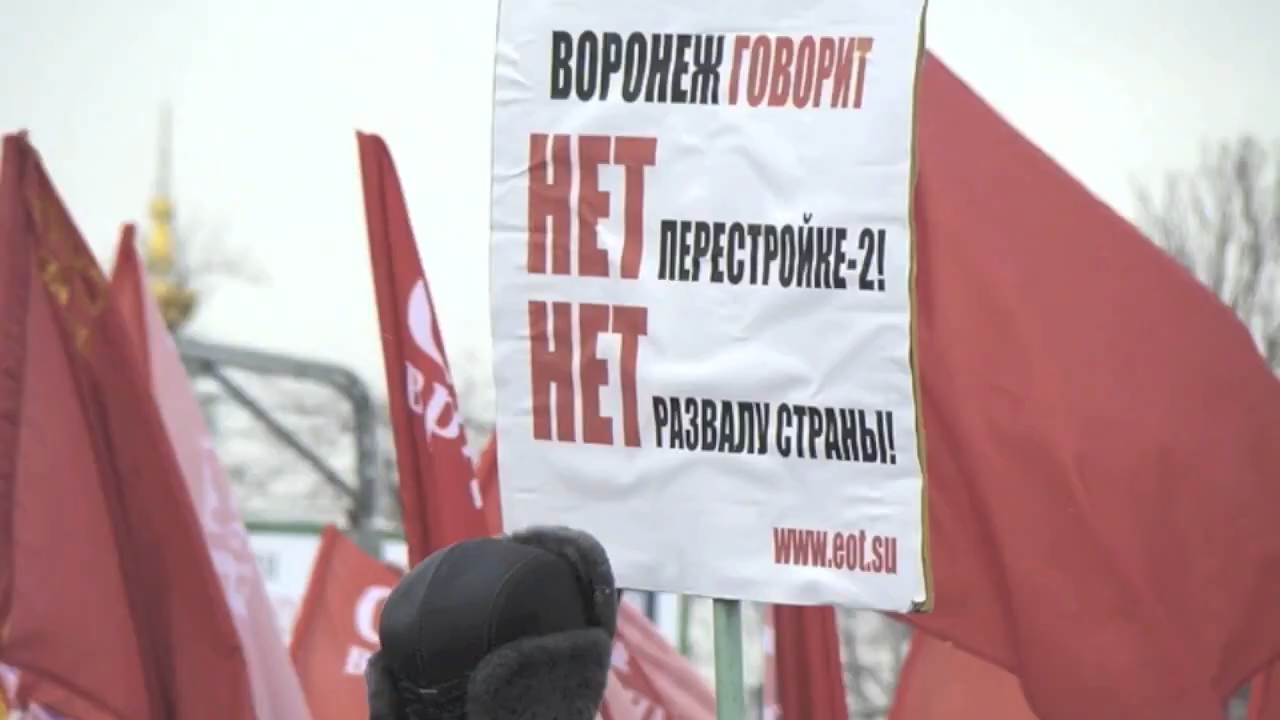 ВОРОНЕЖ ГОВОРИТ
НЕТ ПЕРЕСТРОЙКЕ-2!
НЕТ РАЗВАЛУ СТРАНЫ!
www.eot.su